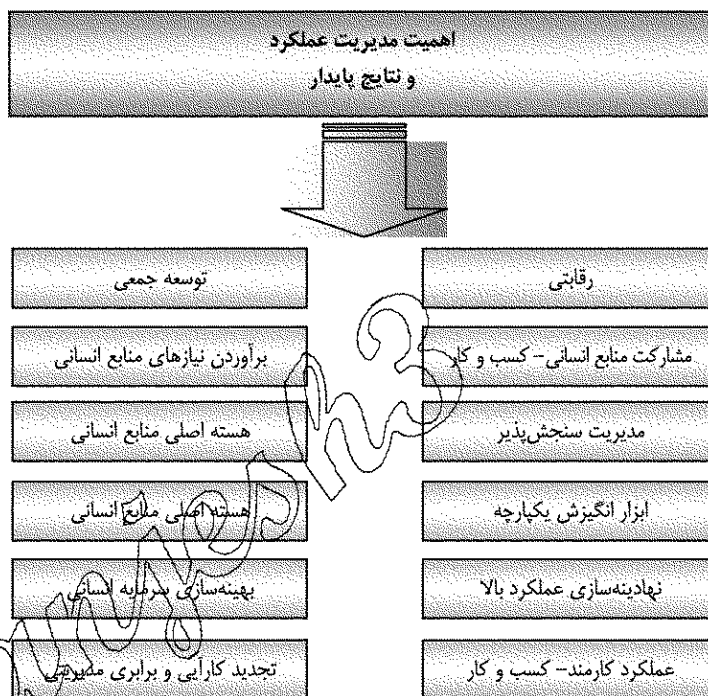 اهمیت مدیریت عملکرد
و نتایج پایدار
رقابتی
توسعه جمعی
مشارکت منابع انسانی– کسب و کار
برآوردن نیازهای منابع انسانی
مدیریت سنجش‌پذیر
هسته اصلی منابع انسانی
ابزار انگیزش یکپارچه
هسته اصلی منابع انسانی
نهادینه‌سازی عملکرد بالا
بهینه‌سازی سرمایه انسانی
عملکرد کارمند– کسب و کار
تجدید کارآیی و برابری مدیریتی